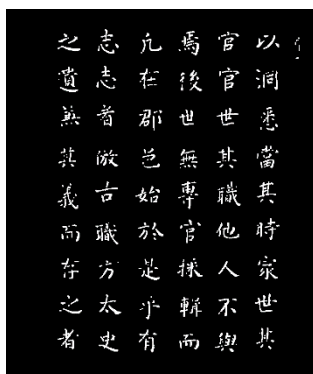 以洞悉當其時家世其
官官世其職他人不與
焉後世無專官採輯而
凡在郡邑始於是乎有
志志者倣古職方太史
之遺兼其義而存之者